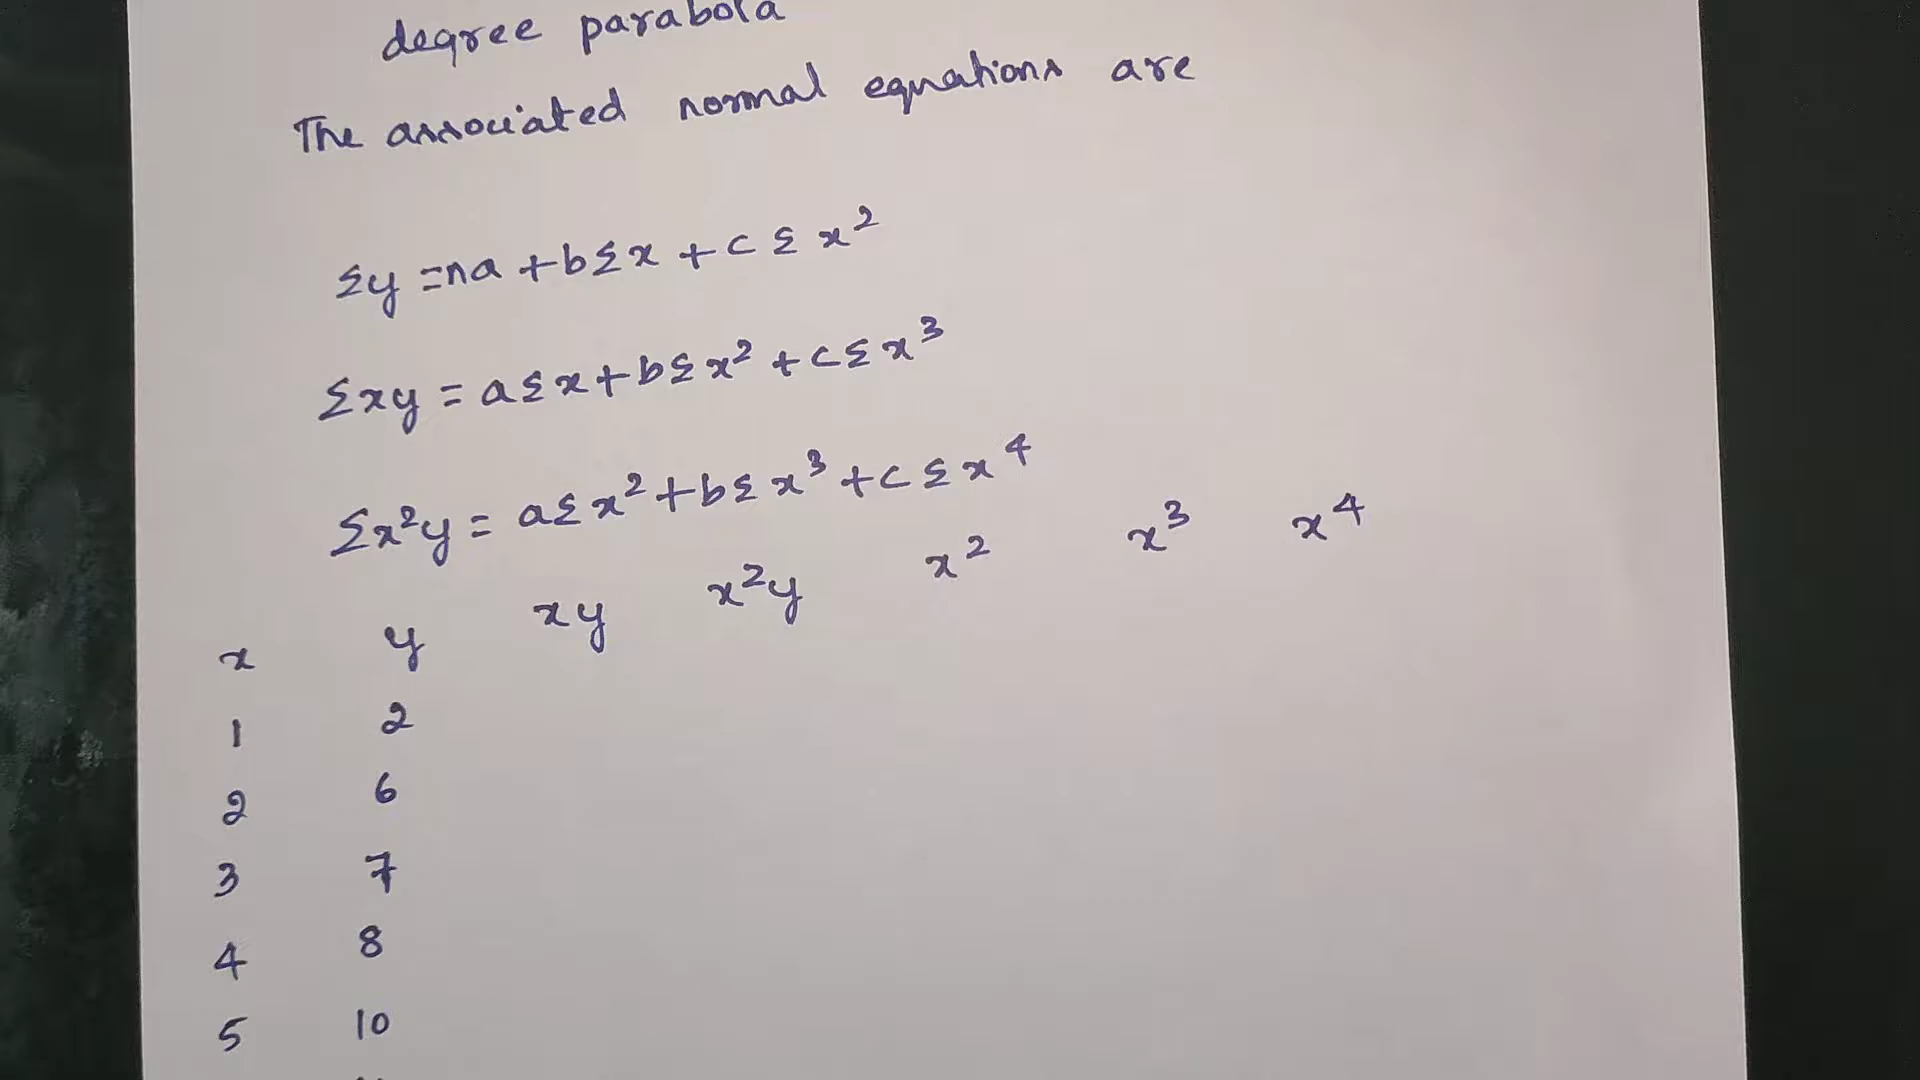 degree parabola
The associated normal equations are
Σy = na + bΣx + cΣx²
Σxy = aΣx + bΣx² + cΣx³
Σx²y = aΣx² + bΣx³ + cΣx⁴
x y xy x²y x² x³ x⁴
1 2
2 6
3 7
4 8
5 10